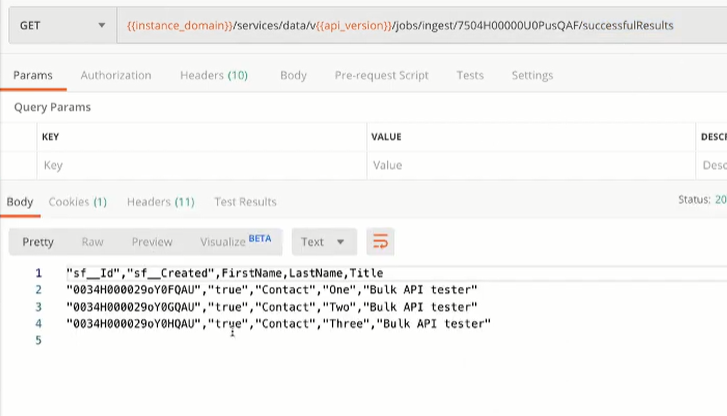 GET {{instance_domain}}/services/data/v{{api_version}}/jobs/ingest/7504H00000U0PusQAF/successfulResults
Params Authorization Headers (10) Body Pre-request Script Tests Settings
Query Params
KEY VALUE DESCR
Key Value Desc
Body Cookies (1) Headers (11) Test Results Status: 20
Pretty Raw Preview Visualize BETA Text
1 "sf__Id","sf__Created",FirstName,LastName,Title
2 "0034H000029oY0FQAU","true","Contact","One","Bulk API tester"
3 "0034H000029oY0GQAU","true","Contact","Two","Bulk API tester"
4 "0034H000029oY0HQAU","true","Contact","Three","Bulk API tester"
5